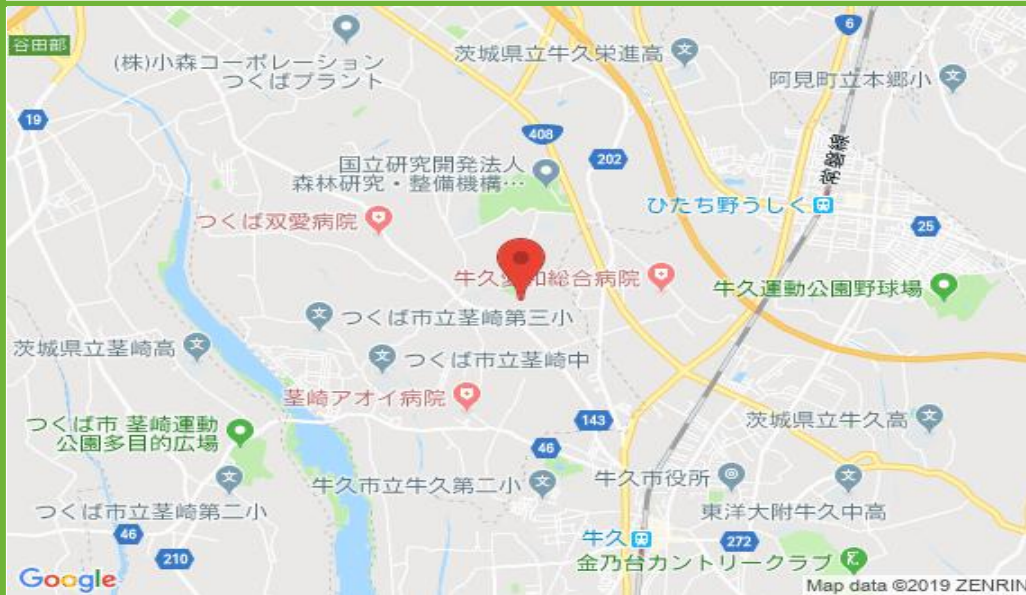 6
谷田部
(株)小森コーポレーション
つくばプラント
茨城県立牛久栄進高
阿見町立本郷小
19
408
202
常磐線
国立研究開発法人
森林研究・整備機構…
ひたち野うしく
つくば双愛病院
25
牛久愛和総合病院
牛久運動公園野球場
つくば市立茎崎第三小
茨城県立茎崎高
つくば市立茎崎中
茎崎アオイ病院
143
茨城県立牛久高
つくば市 茎崎運動
公園多目的広場
46
牛久市立牛久第二小
牛久市役所
つくば市立茎崎第二小
東洋大附牛久中高
46
牛久
272
210
金乃台カントリークラブ
Google
Map data ©2019 ZENRIN